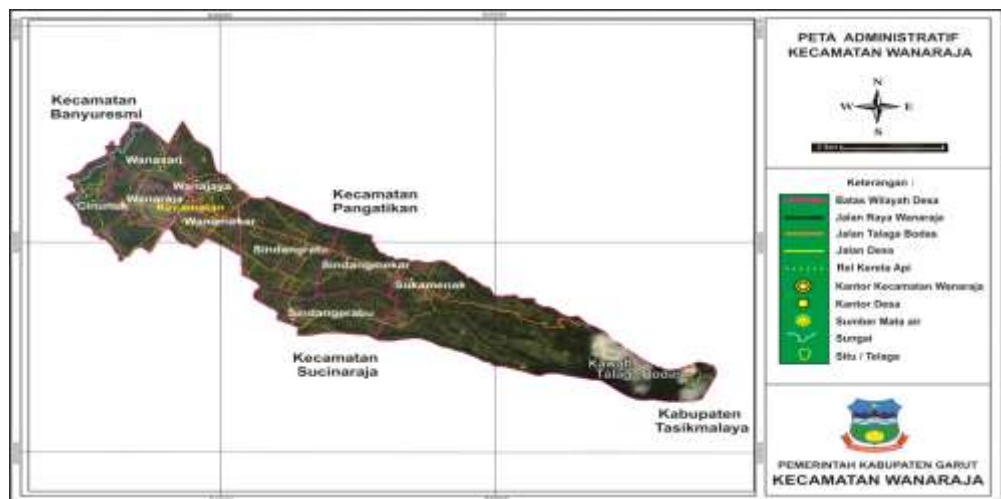 PETA ADMINISTRATIF
KECAMATAN WANARAJA
N
W
E
S
Kecamatan
Banyuresmi
Wanasari
Wanajaya
Wanaraja
Cinunuk
Kecamatan
Wanamekar
Kecamatan
Pangatikan
Sindangratu
Sindangmekar
Sukamenak
Sindangprabu
Kecamatan
Sucinaraja
Kawah
Talaga Bodas
Kabupaten
Tasikmalaya
Keterangan :
Batas Wilayah Desa
Jalan Raya Wanaraja
Jalan Talaga Bodas
Jalan Desa
Rel Kereta Api
Kantor Kecamatan Wanaraja
Kantor Desa
Sumber Mata air
Sungai
Situ / Telaga
PEMERINTAH KABUPATEN GARUT
KECAMATAN WANARAJA